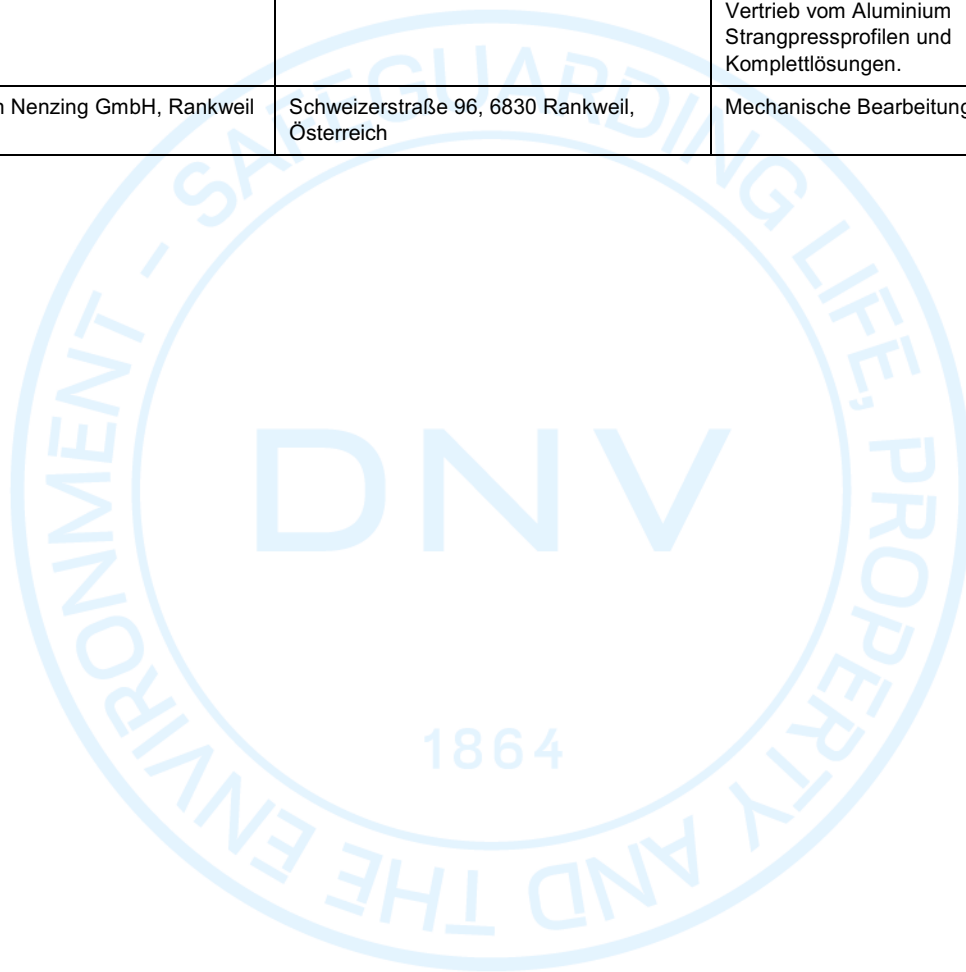 Vertrieb vom Aluminium
Strangpressprofilen und
Komplettlösungen.
Nenzing GmbH, Rankweil
Schweizerstraße 96, 6830 Rankweil,
Österreich
Mechanische Bearbeitung
SAFEGUARDING LIFE, PROPERTY AND THE ENVIRONMENT -
DNV
1864